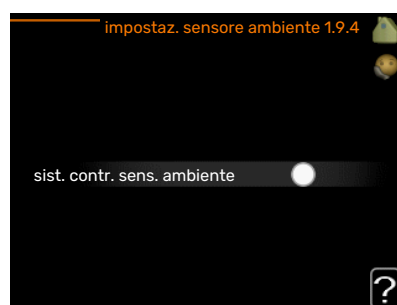 impostaz. sensore ambiente 1.9.4
sist. contr. sens. ambiente
?